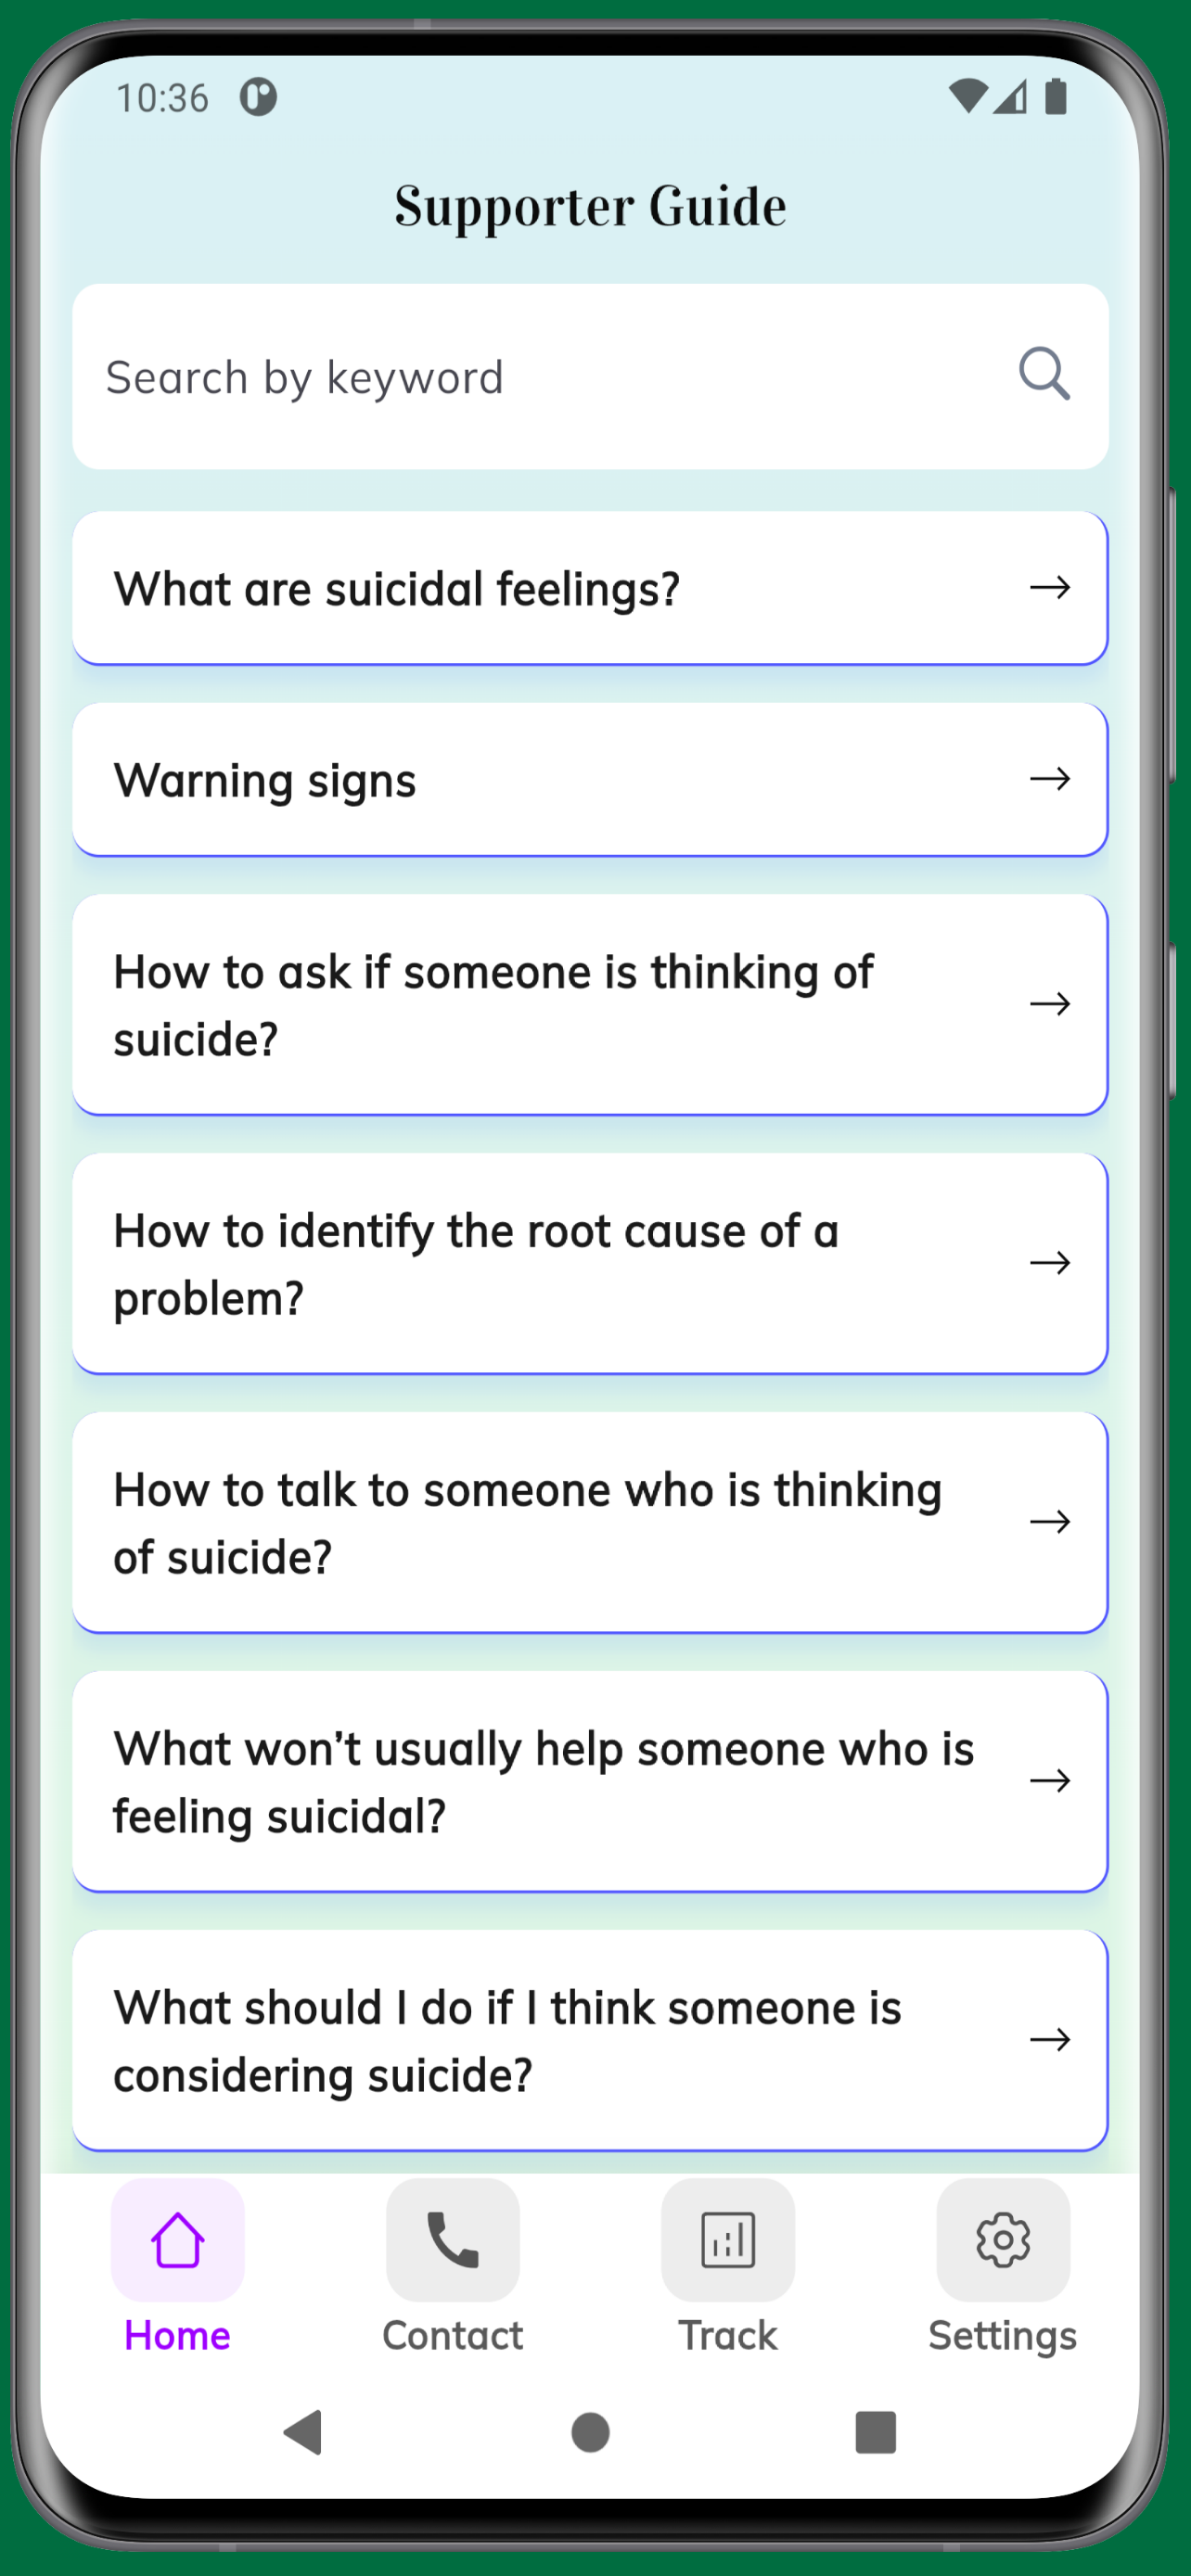 10:36
Supporter Guide
Search by keyword
What are suicidal feelings?
Warning signs
How to ask if someone is thinking of
suicide?
How to identify the root cause of a
problem?
How to talk to someone who is thinking
of suicide?
What won’t usually help someone who is
feeling suicidal?
What should I do if I think someone is
considering suicide?
Home Contact Track Settings